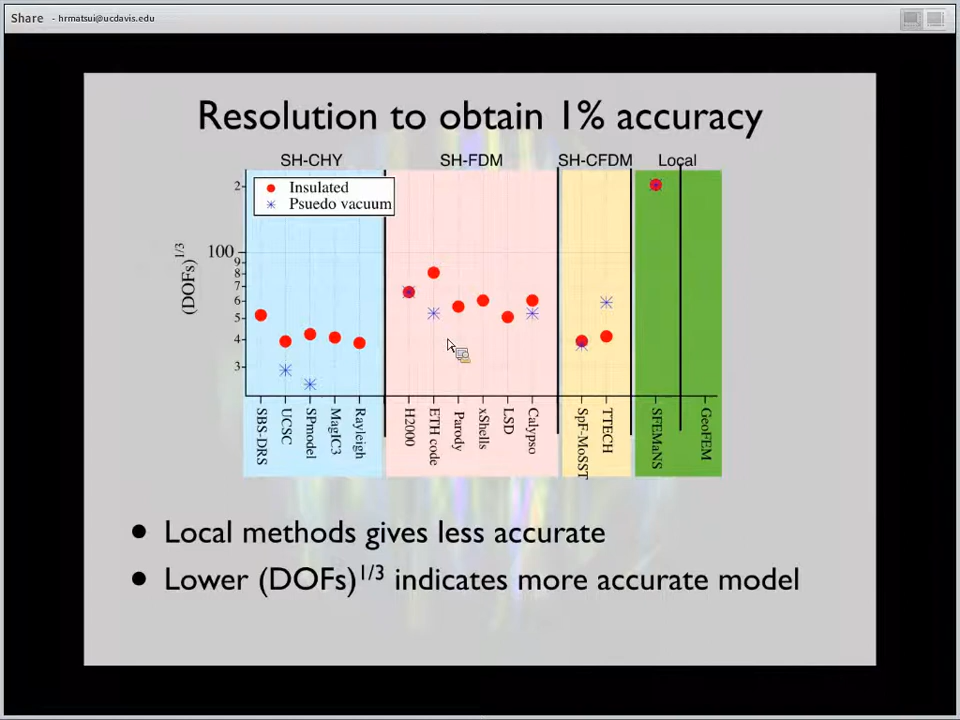 Share - hrmatsui@ucdavis.edu
Resolution to obtain 1% accuracy
SH-CHY SH-FDM SH-CFDM Local
Insulated
Psuedo vacuum
(DOFs)1/3
2
100
9
8
7
6
5
4
3
SBS-DRS
UCSC
SPmodel
MagIC3
Rayleigh
H2000
ETH code
Parody
xShells
LSD
Calypso
SpF-MoSST
TTECH
SFEMaNS
GeoFEM
• Local methods gives less accurate
• Lower (DOFs)1/3 indicates more accurate model